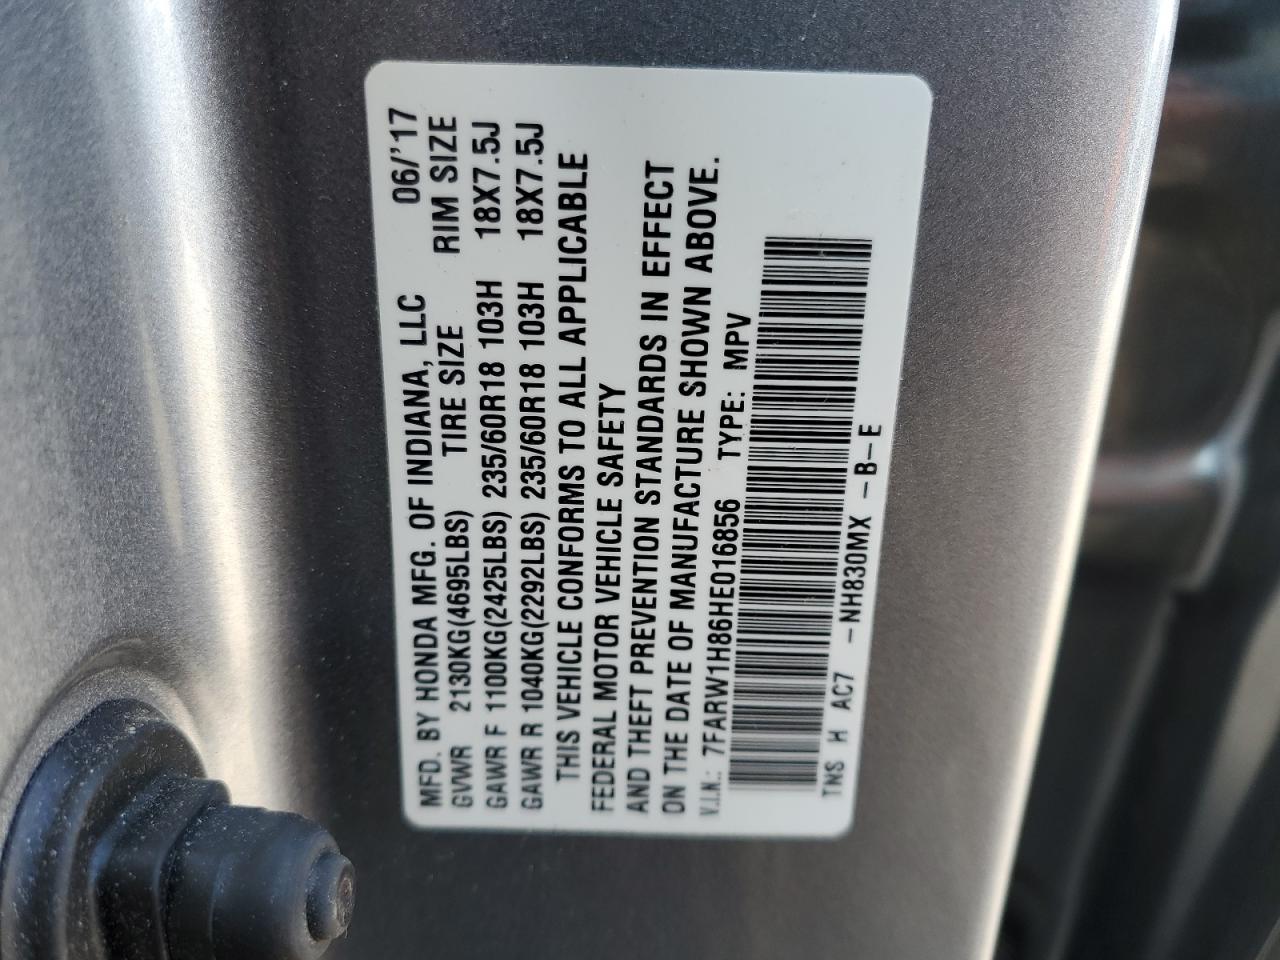 MFD. BY HONDA MFG. OF INDIANA, LLC 06/'17
GVWR 2130KG(4695LBS) TIRE SIZE RIM SIZE
GAWR F 1100KG(2425LBS) 235/60R18 103H 18X7.5J
GAWR R 1040KG(2292LBS) 235/60R18 103H 18X7.5J
THIS VEHICLE CONFORMS TO ALL APPLICABLE
FEDERAL MOTOR VEHICLE SAFETY
AND THEFT PREVENTION STANDARDS IN EFFECT
ON THE DATE OF MANUFACTURE SHOWN ABOVE.
V.I.N.: 7FARW1H86HE016856 TYPE: MPV
TNS H AC7 -NH830MX -B-E